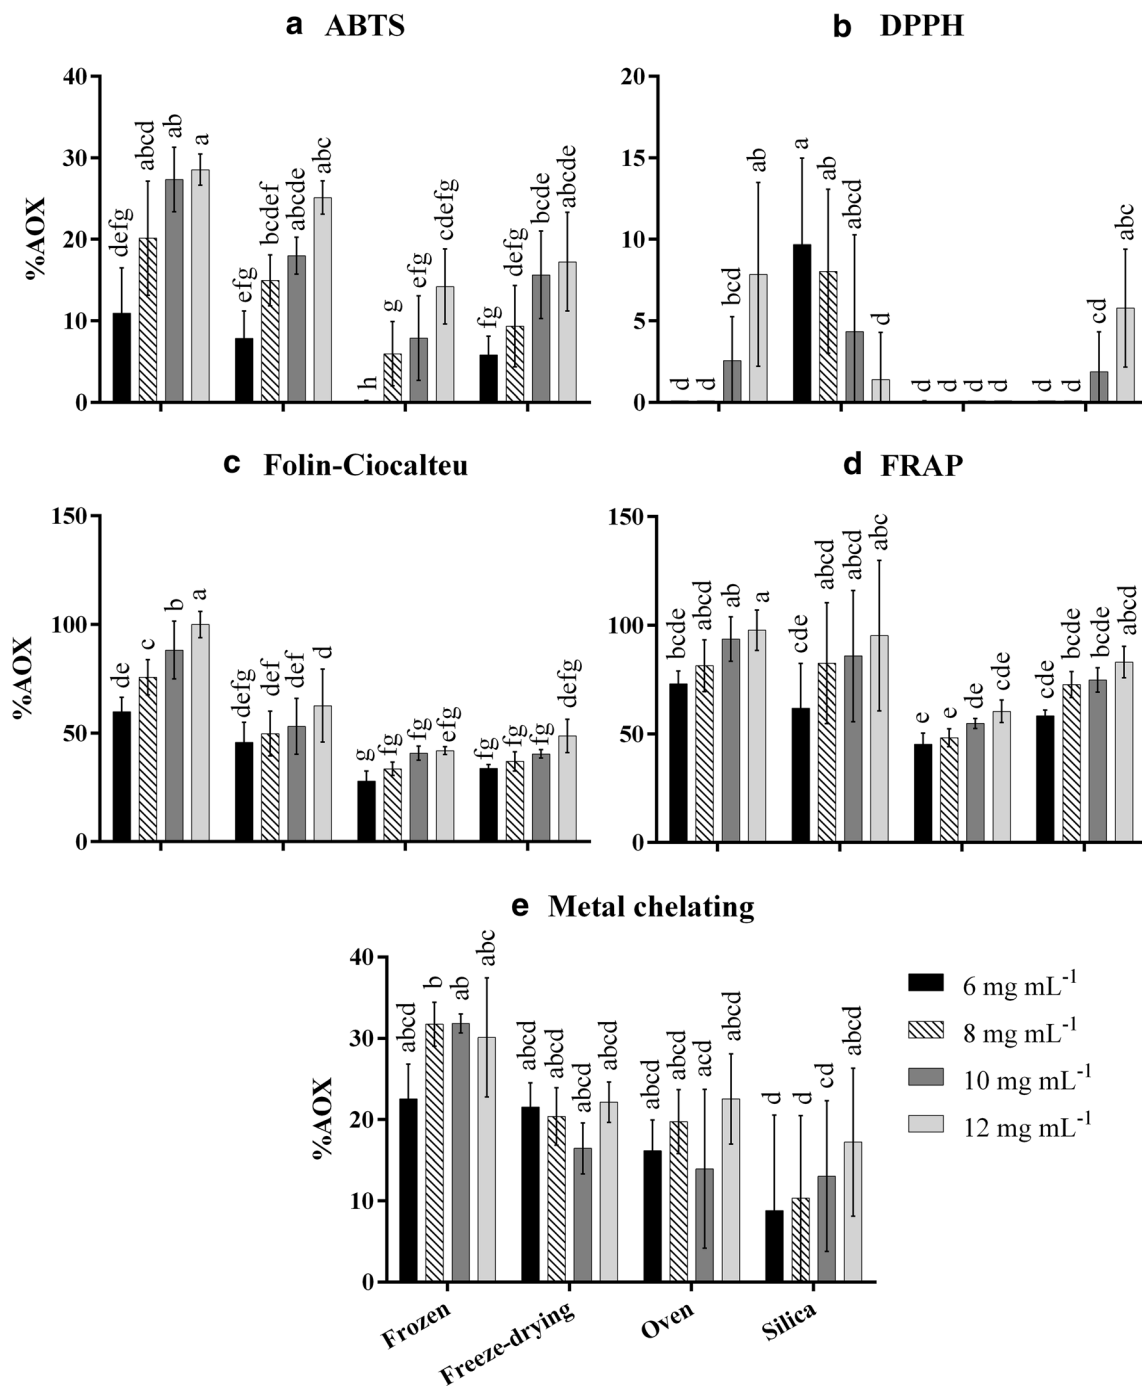 a ABTS
b DPPH
40
30
20
10
0
%AOX
defg
abcd
ab
a
efg
bcdef
abcde
abc
h
g
efg
cdefg
fg
defg
bcde
abcde
20
15
10
5
0
d
d
bcd
ab
a
ab
abcd
d
d
d
d
d
d
d
cd
abc
c Folin-Ciocalteu
d FRAP
150
100
50
0
%AOX
de
c
b
a
defg
def
def
d
g
fg
fg
efg
fg
fg
fg
defg
150
100
50
0
bcde
abcd
ab
a
cde
abcd
abcd
abc
e
e
de
cde
cde
bcde
bcde
abcd
e Metal chelating
40
30
20
10
0
%AOX
abcd
b
ab
abc
abcd
abcd
abcd
abcd
abcd
abcd
acd
abcd
d
d
cd
abcd
Frozen
Freeze-drying
Oven
Silica
6 mg mL-1
8 mg mL-1
10 mg mL-1
12 mg mL-1